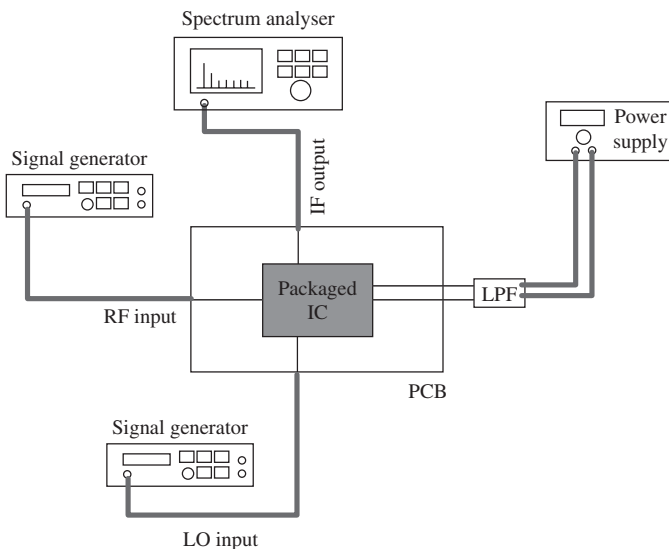 Spectrum analyser
Power
supply
Signal generator
IF output
Packaged
IC
LPF
RF input
PCB
Signal generator
LO input